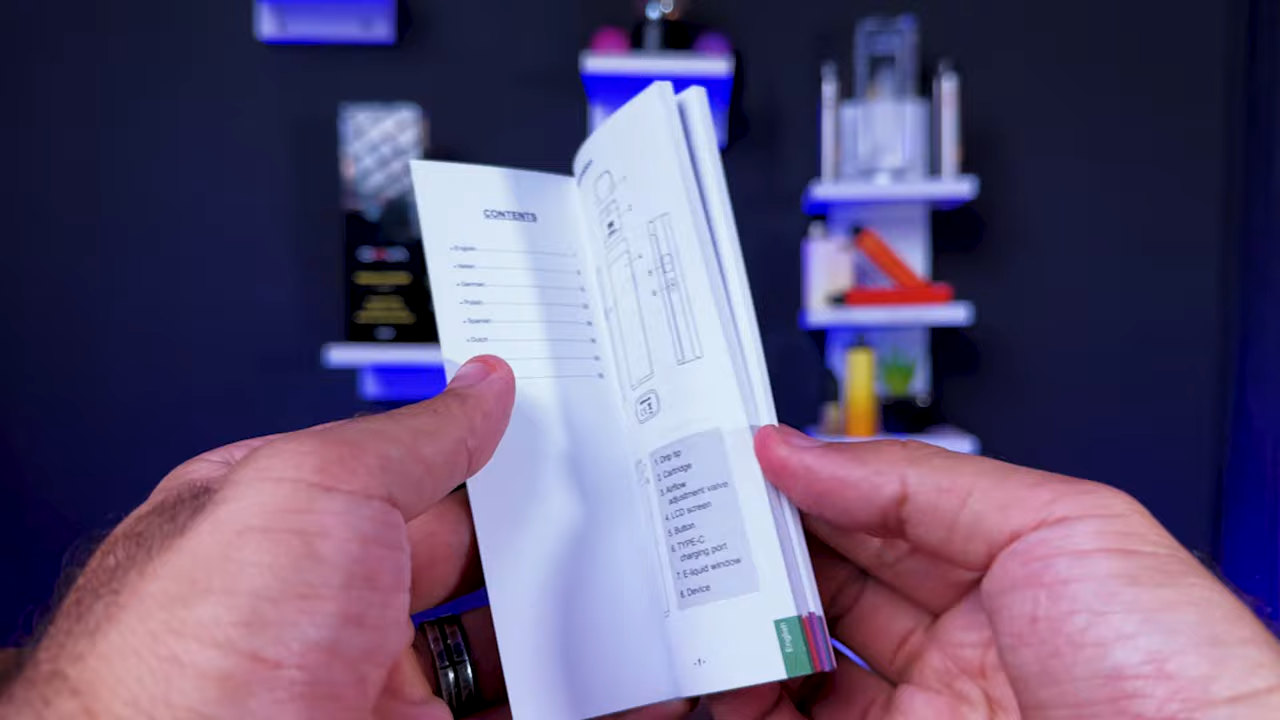 CONTENTS
English
Italian
German
Polish
Dutch
1. Drip tip
2. Cartridge
3. Airflow
adjustment valve
4. LCD screen
5. Button
6. TYPE-C
charging port
7. E-liquid window
8. Device
English
-1-